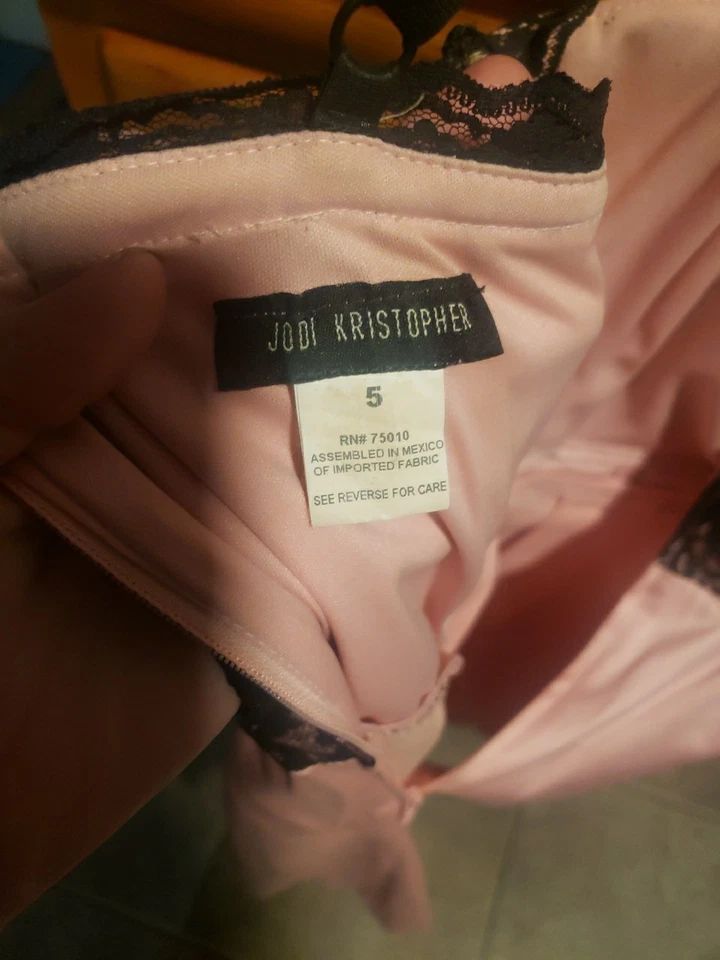 JODI KRISTOPHER
5
RN# 75010
ASSEMBLED IN MEXICO
OF IMPORTED FABRIC
SEE REVERSE FOR CARE